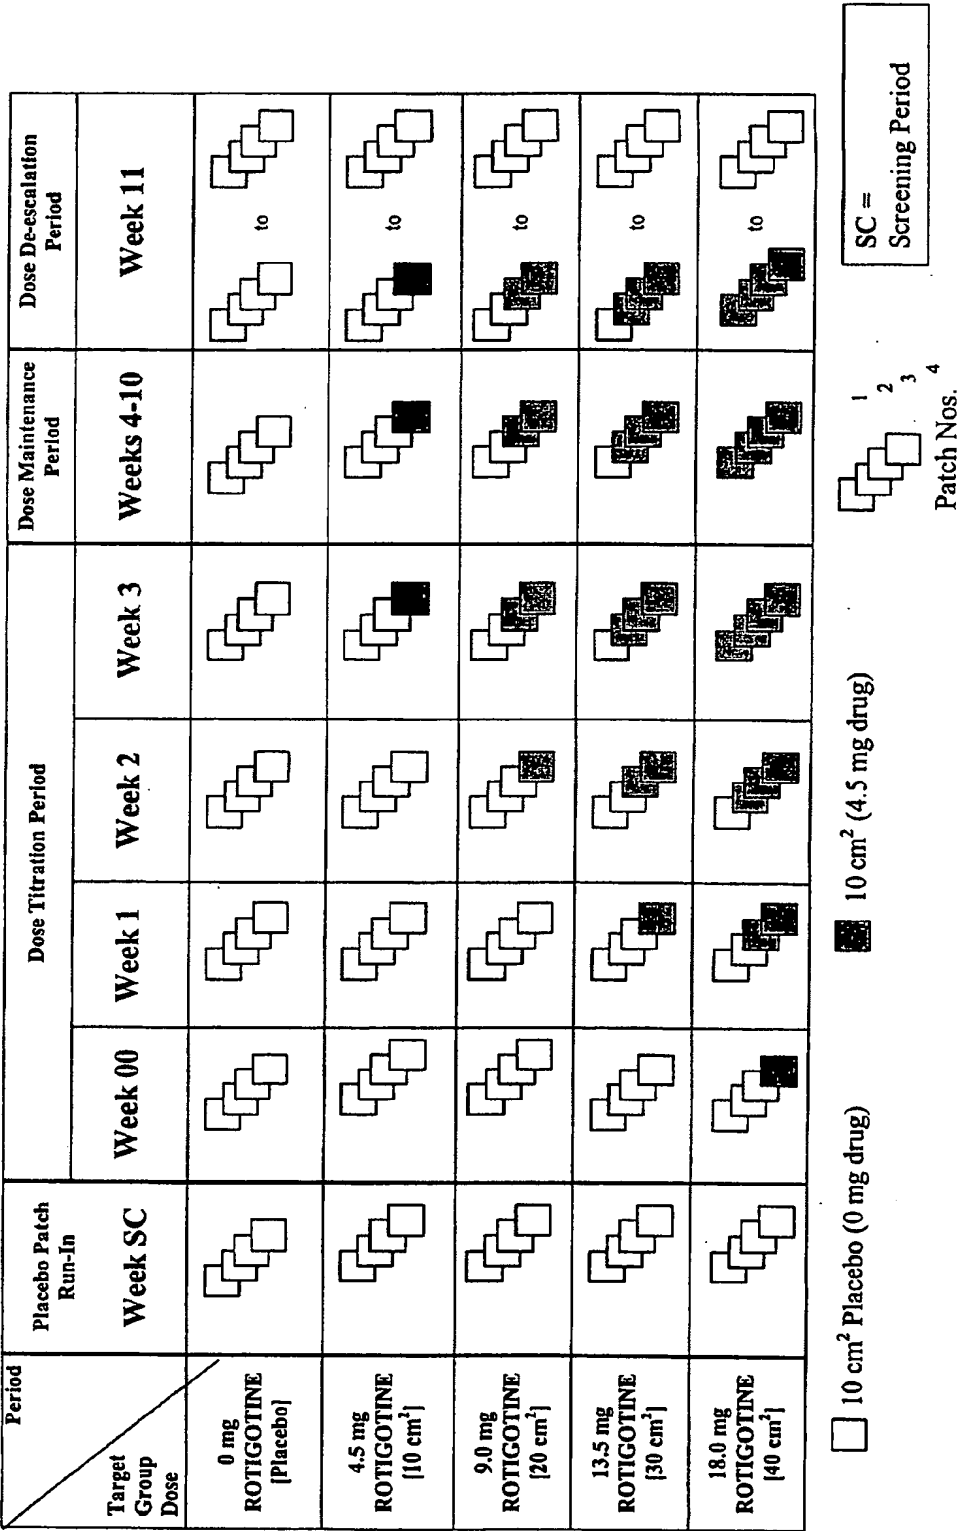 Period
Target
Group
Dose
Placebo Patch
Run-In
Dose Titration Period
Dose Maintenance
Period
Dose De-escalation
Period
Week SC
Week 00
Week 1
Week 2
Week 3
Weeks 4-10
Week 11
0 mg
ROTIGOTINE
[Placebo]
to
4.5 mg
ROTIGOTINE
[10 cm²]
to
9.0 mg
ROTIGOTINE
[20 cm²]
to
13.5 mg
ROTIGOTINE
[30 cm²]
to
18.0 mg
ROTIGOTINE
[40 cm²]
to
10 cm² Placebo (0 mg drug)
10 cm² (4.5 mg drug)
1
2
3
4
Patch Nos.
SC =
Screening Period